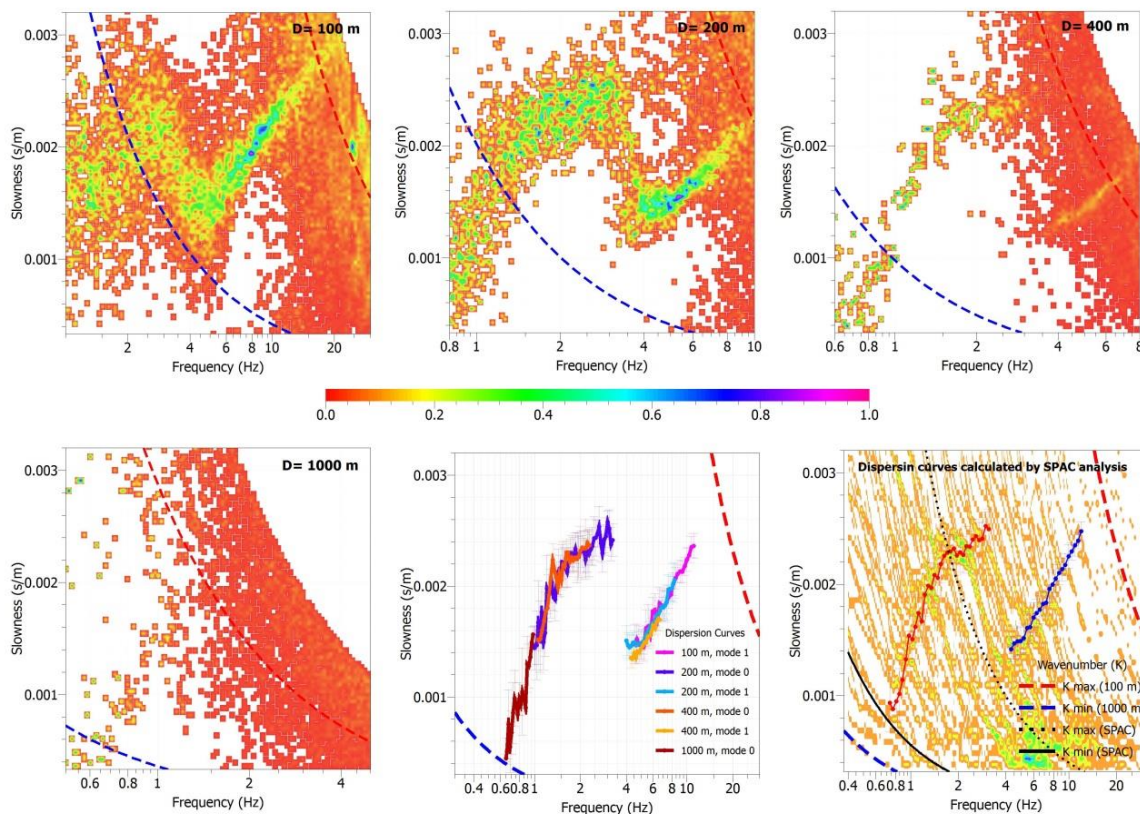 D= 100 m
0.003
0.002
0.001
Slowness (s/m)
2 4 6 8 10 20
Frequency (Hz)
D= 200 m
0.003
0.002
0.001
Slowness (s/m)
0.8 1 2 4 6 8 10
Frequency (Hz)
D= 400 m
0.003
0.002
0.001
Slowness (s/m)
0.6 0.8 1 2 4 6 8
Frequency (Hz)
0.0 0.2 0.4 0.6 0.8 1.0
D= 1000 m
0.003
0.002
0.001
Slowness (s/m)
0.4 0.6 0.8 1 2 4
Frequency (Hz)
0.003
0.002
0.001
Slowness (s/m)
Dispersion Curves
100 m, mode 1
200 m, mode 0
200 m, mode 1
400 m, mode 0
400 m, mode 1
1000 m, mode 0
0.4 0.60.81 2 4 6 8 10 20
Frequency (Hz)
Dispersin curves calculated by SPAC analysis
0.003
0.002
0.001
Slowness (s/m)
Wavenumber (K)
K max (100 m)
K min (1000 m)
K max (SPAC)
K min (SPAC)
0.4 0.60.81 2 4 6 8 10 20
Frequency (Hz)